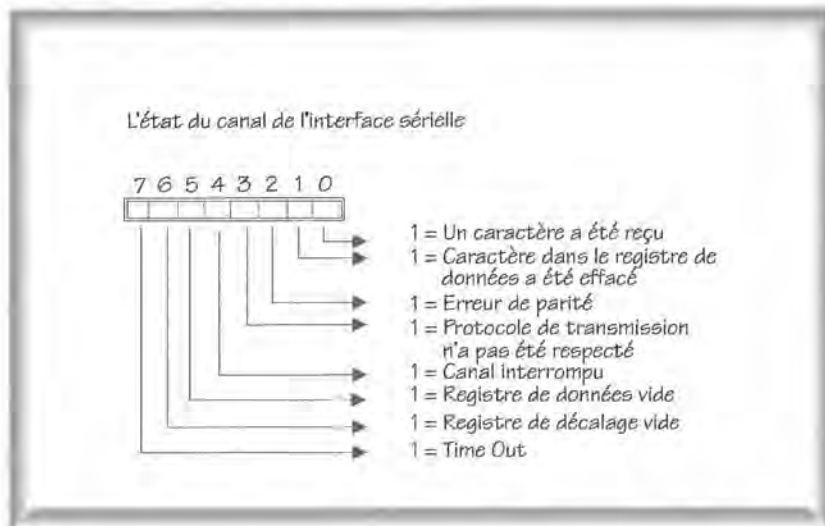 L'état du canal de l'interface sérielle
7 6 5 4 3 2 1 0
1 = Un caractère a été reçu
1 = Caractère dans le registre de
données a été effacé
1 = Erreur de parité
1 = Protocole de transmission
n'a pas été respecté
1 = Canal interrompu
1 = Registre de données vide
1 = Registre de décalage vide
1 = Time Out